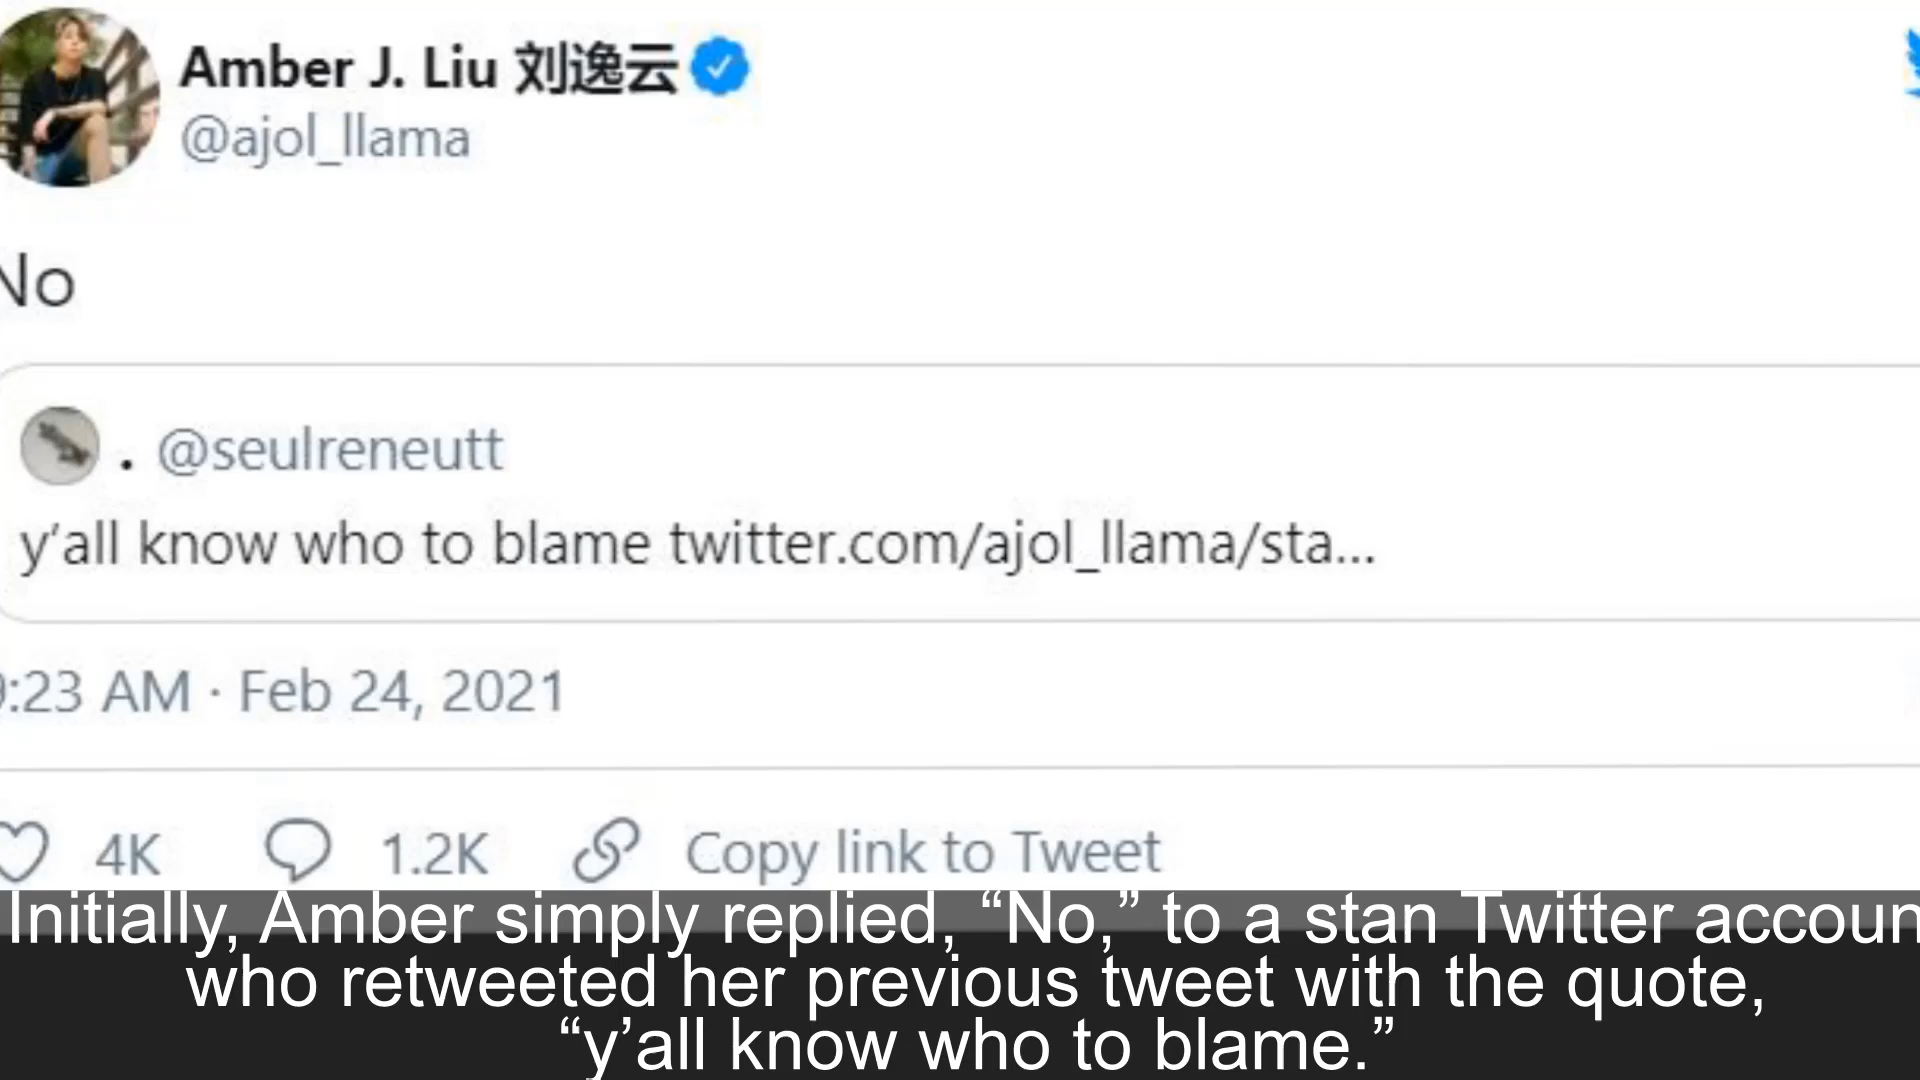 Amber J. Liu 刘逸云
@ajol_llama
No
. @seulreneutt
y'all know who to blame twitter.com/ajol_llama/sta...
9:23 AM · Feb 24, 2021
4K 1.2K Copy link to Tweet
Initially, Amber simply replied, “No,” to a stan Twitter accoun
who retweeted her previous tweet with the quote,
“y’all know who to blame.”